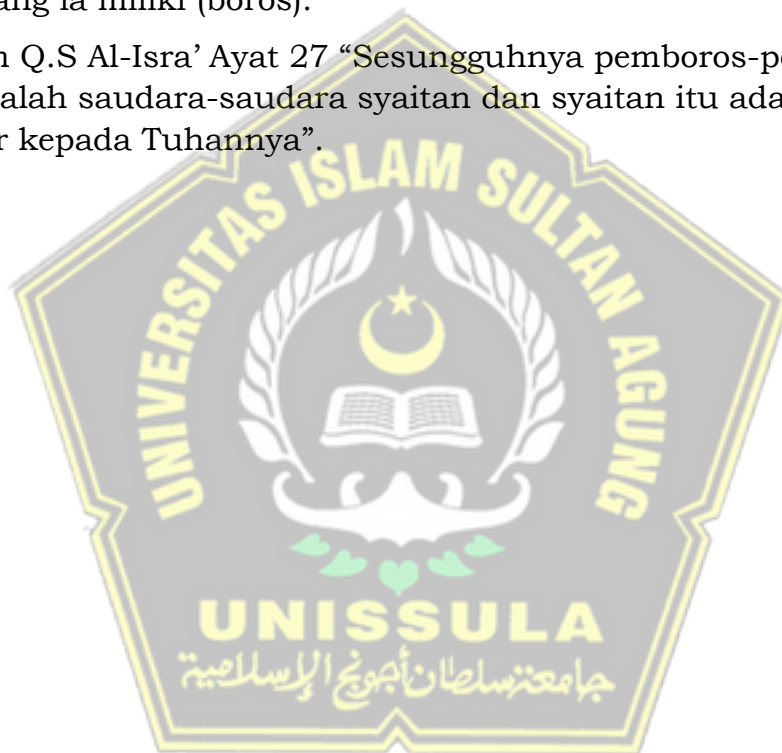 ang ia miliki (boros).
n Q.S Al-Isra’ Ayat 27 “Sesungguhnya pemboros-pe
alah saudara-saudara syaitan dan syaitan itu ada
r kepada Tuhannya”.
UNIVERSITAS ISLAM SULTAN AGUNG
UNISSULA
جامعة سلطان أجونج الإسلامية